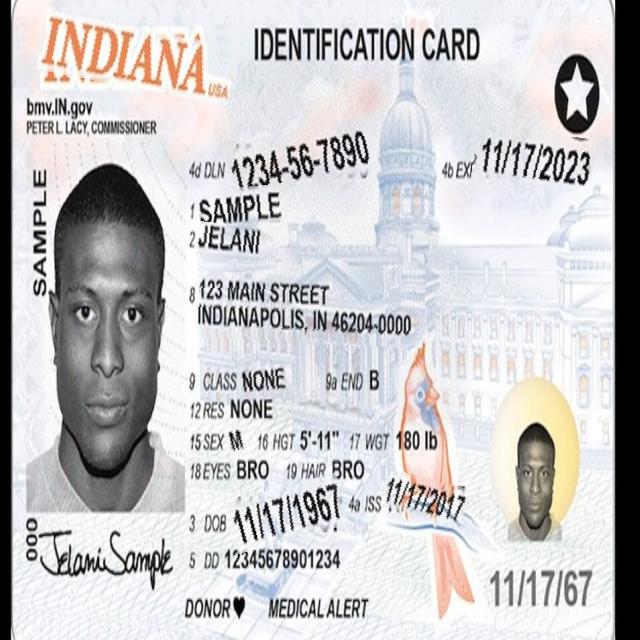 INDIANA USA IDENTIFICATION CARD
bmv.IN.gov
PETER L. LACY, COMMISSIONER
4d DLN 1234-56-7890 4b EXP 11/17/2023
1 SAMPLE
2 JELANI
SAMPLE
8 123 MAIN STREET
INDIANAPOLIS, IN 46204-0000
9 CLASS NONE 9a END B
12 RES NONE
15 SEX M 16 HGT 5'-11" 17 WGT 180 lb
18 EYES BRO 19 HAIR BRO
3 DOB 11/17/1967 4a ISS 11/17/2017
000
Jelani Sample
5 DD 12345678901234
11/17/67
DONOR♥ MEDICAL ALERT